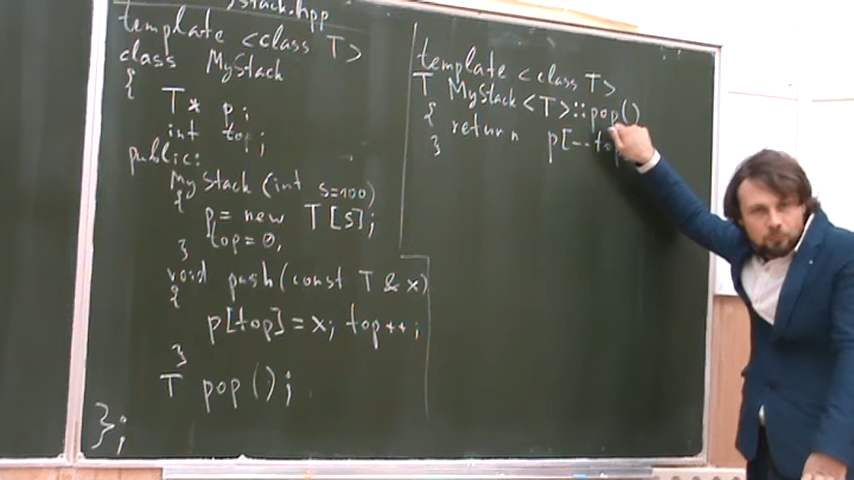 stack.hpp
template <class T>
class MyStack
{
T* p;
int top;
public:
MyStack(int s=100)
{
p= new T[s];
top=0;
}
void push(const T & x)
{
p[top]=x; top++;
}
T pop();
};
template <class T>
T MyStack<T>::pop()
{ return p[--top
}